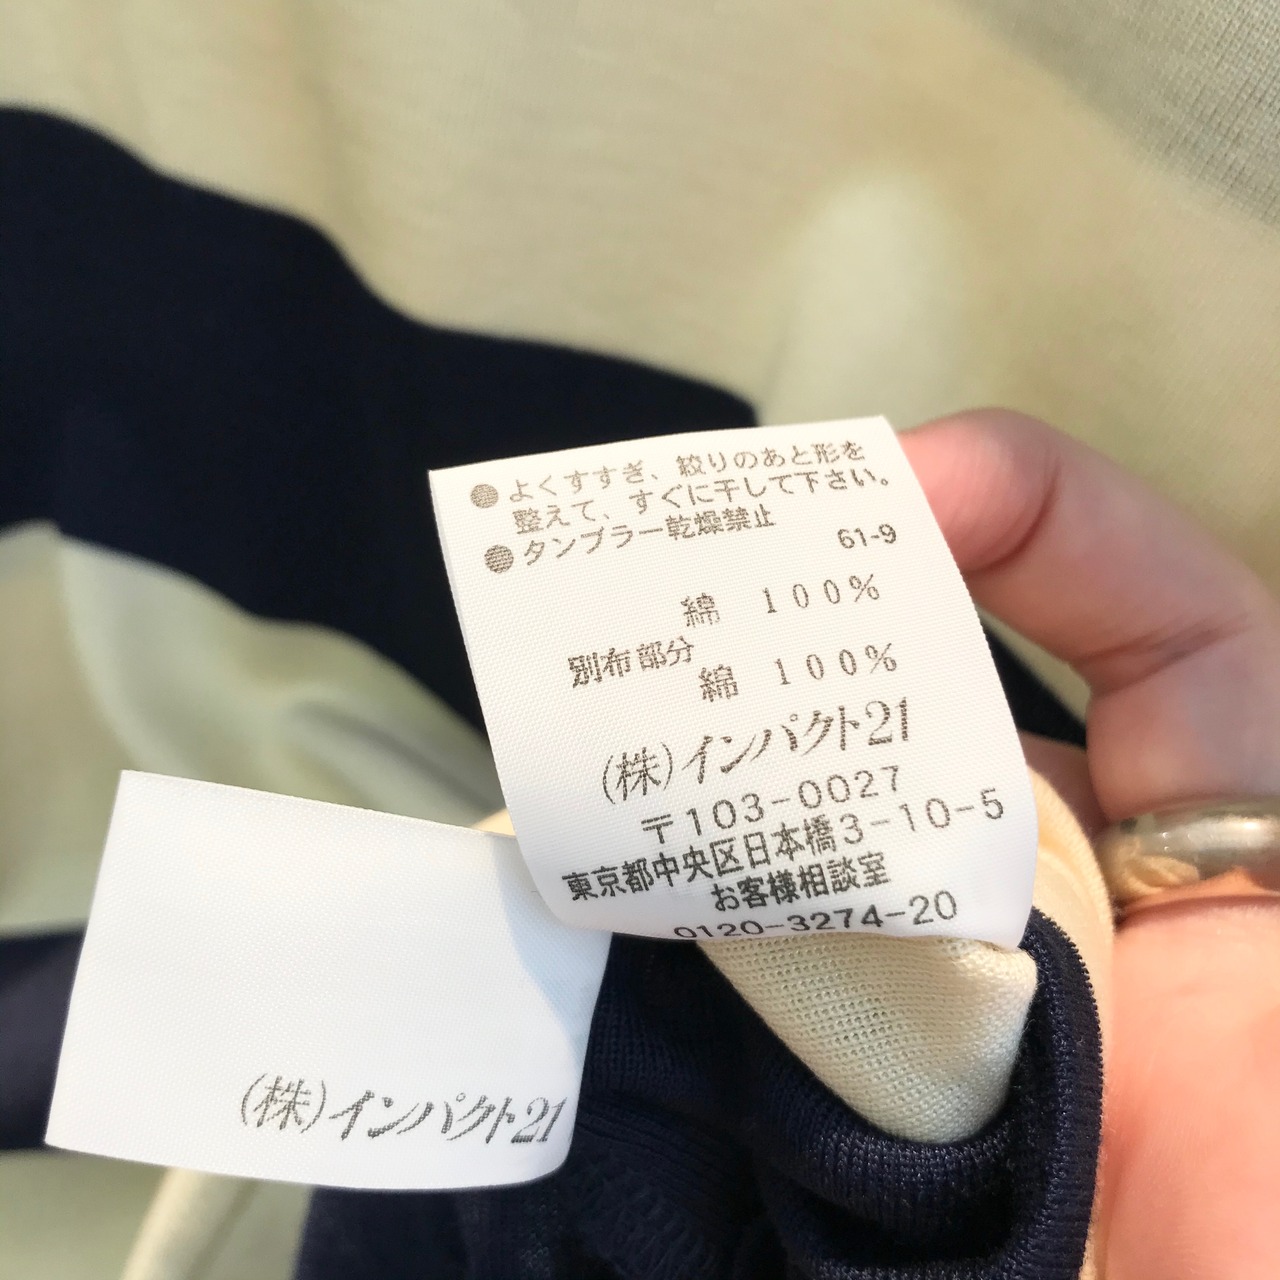 ●よくすすぎ、絞りのあと形を
整えて、すぐに干して下さい。
●タンブラー乾燥禁止
61-9
綿 100%
別布部分
綿 100%
(株)インパクト21
〒103-0027
東京都中央区日本橋3-10-5
お客様相談室
0120-3274-20
(株)インパクト21